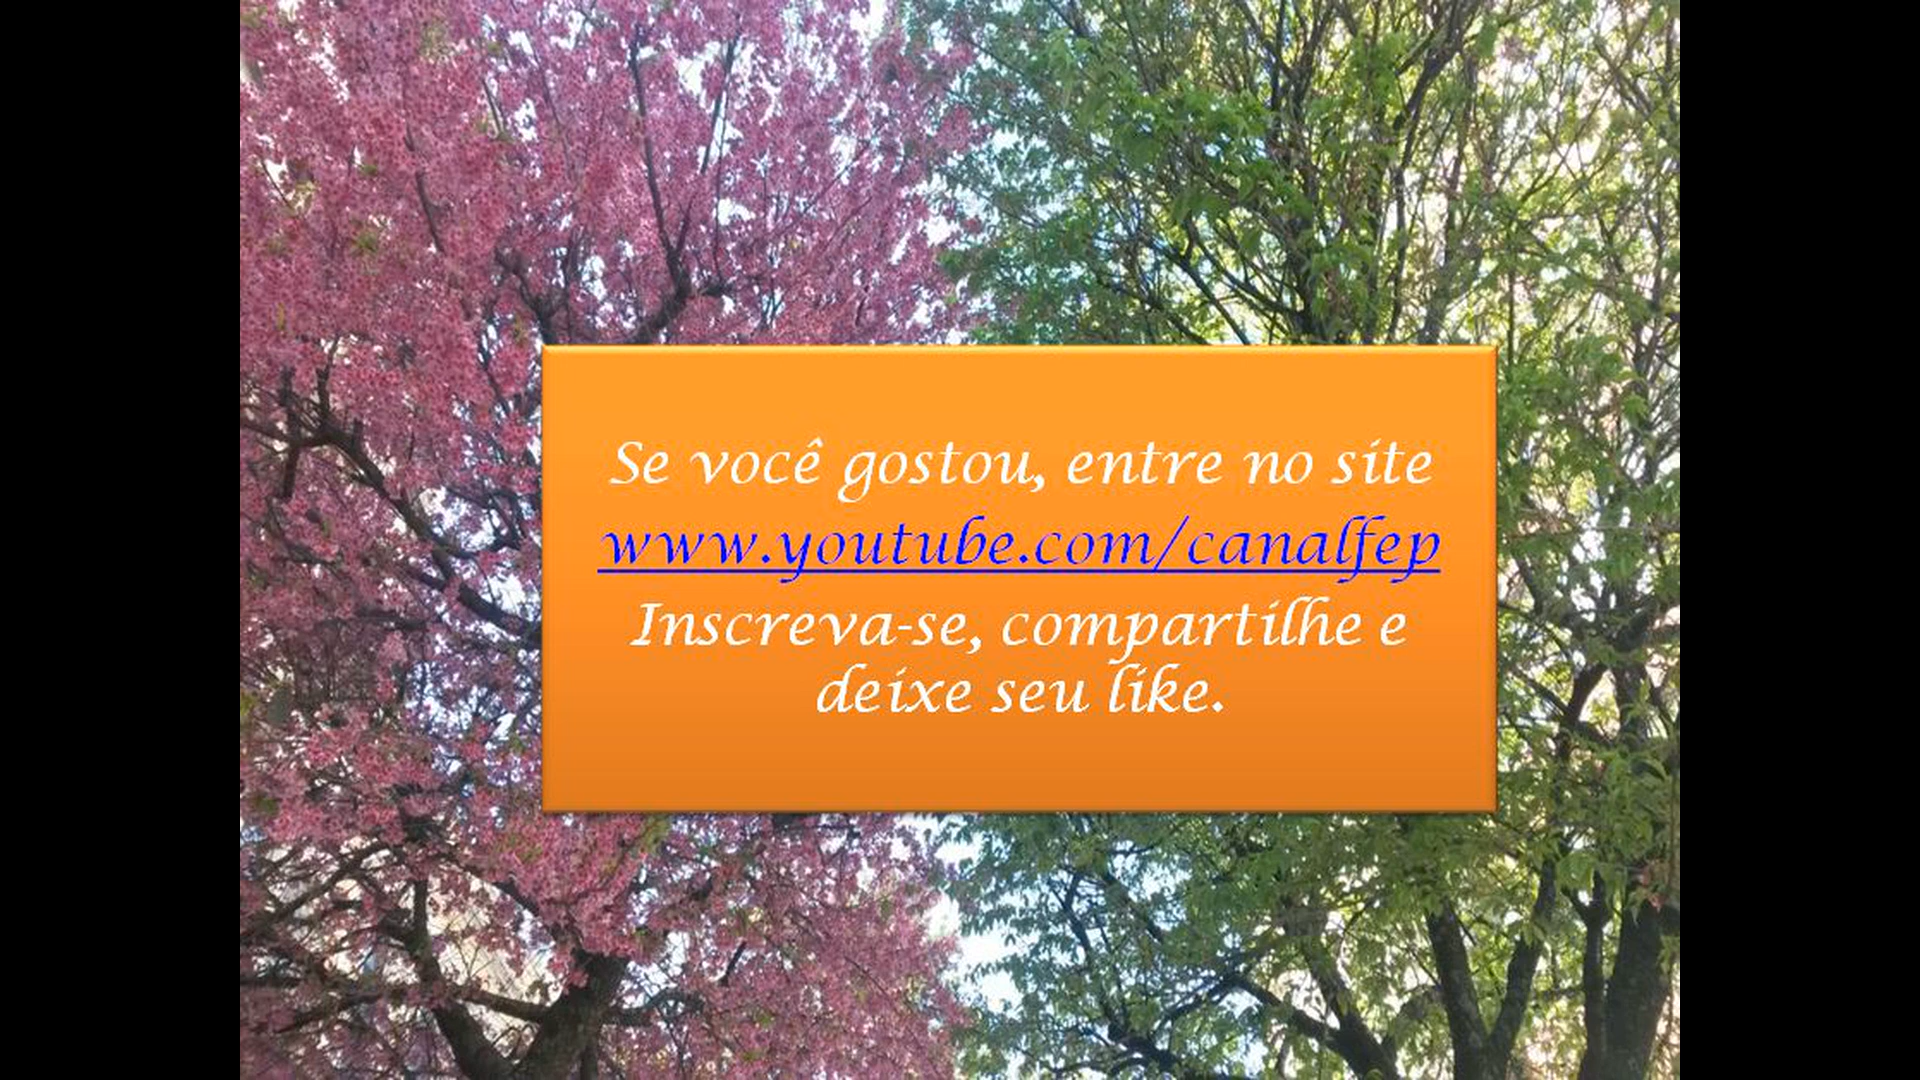 Se você gostou, entre no site
www.youtube.com/canalfep
Inscreva-se, compartilhe e
deixe seu like.